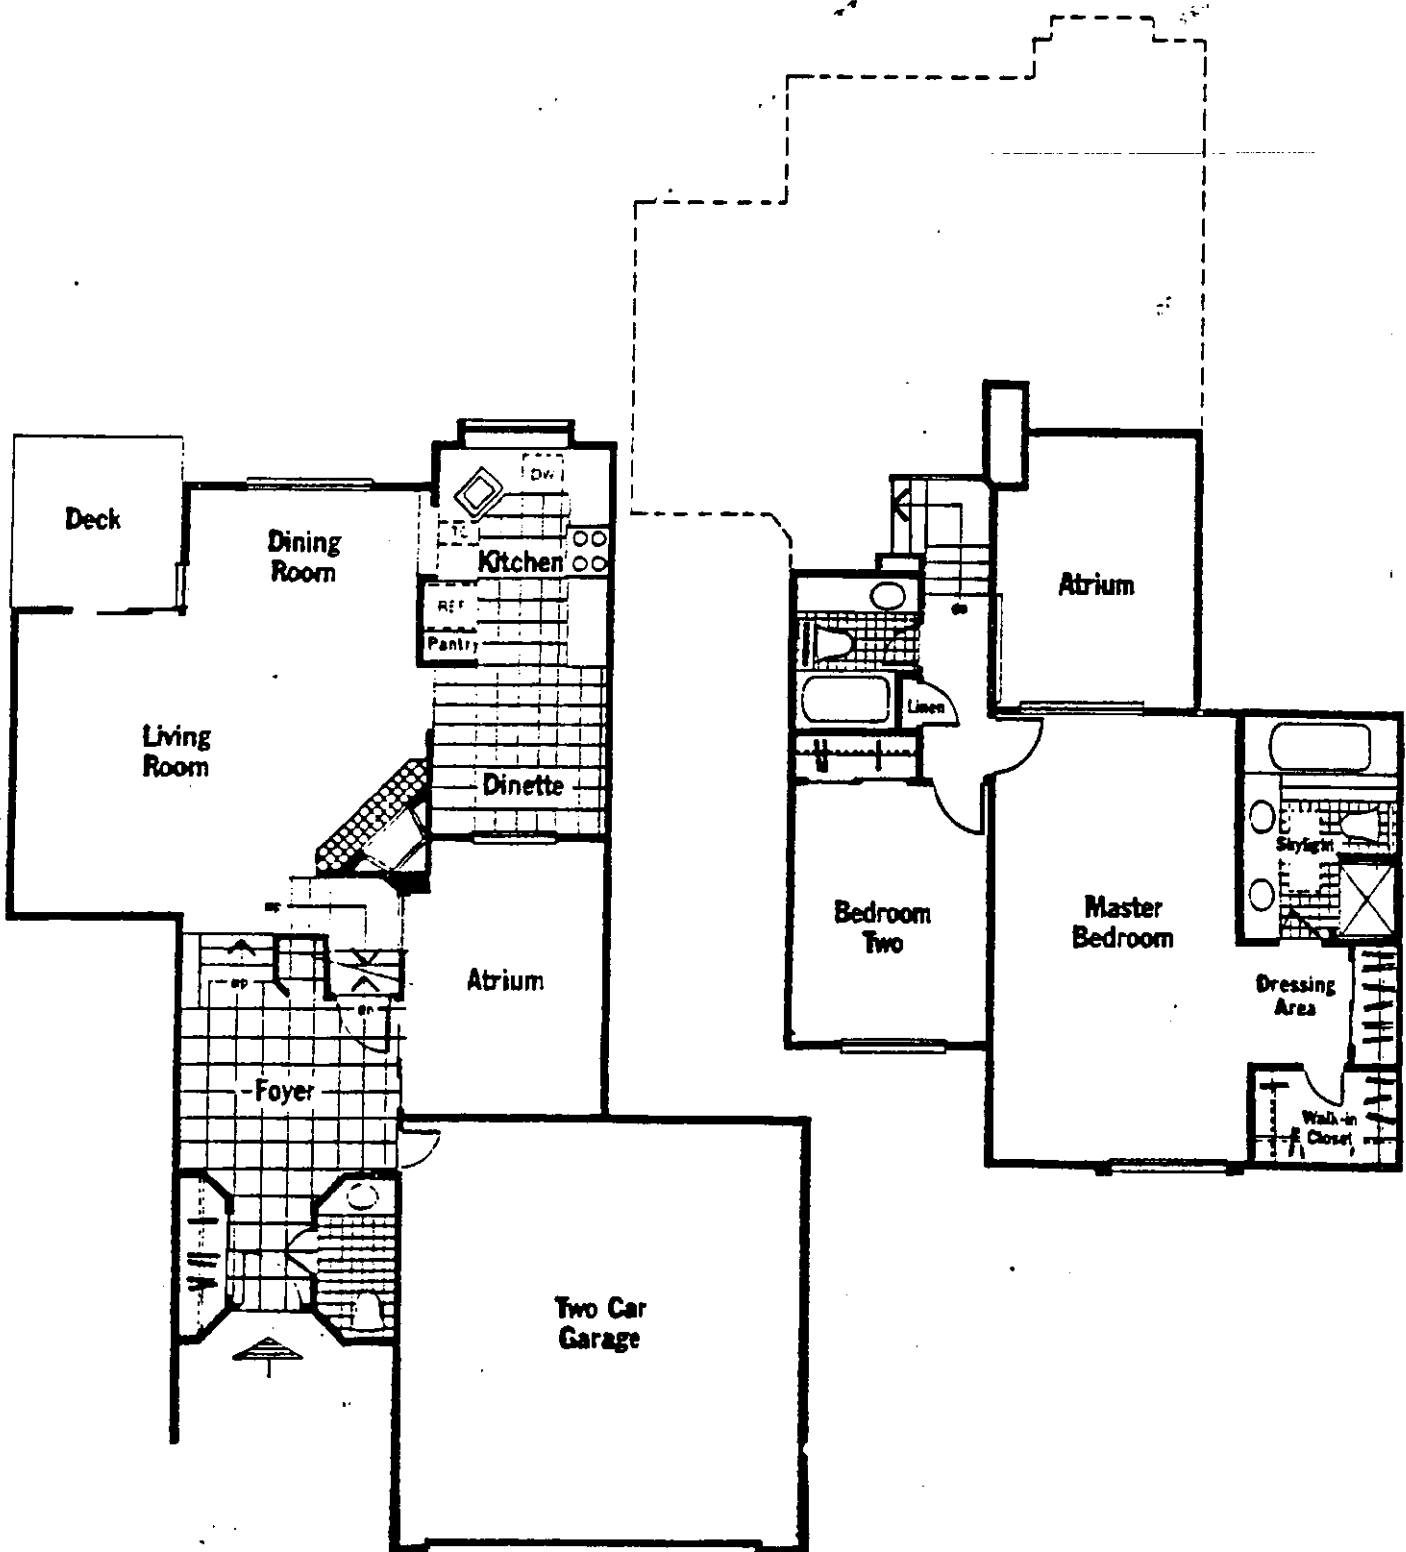 Deck
Dining
Room
DW
Kitchen
REF
Pantry
Living
Room
Dinette
up
up
Atrium
dn
Foyer
Two Car
Garage
Atrium
dn
Linen
Skylight
Bedroom
Two
Master
Bedroom
Dressing
Area
Walk-in
Closet